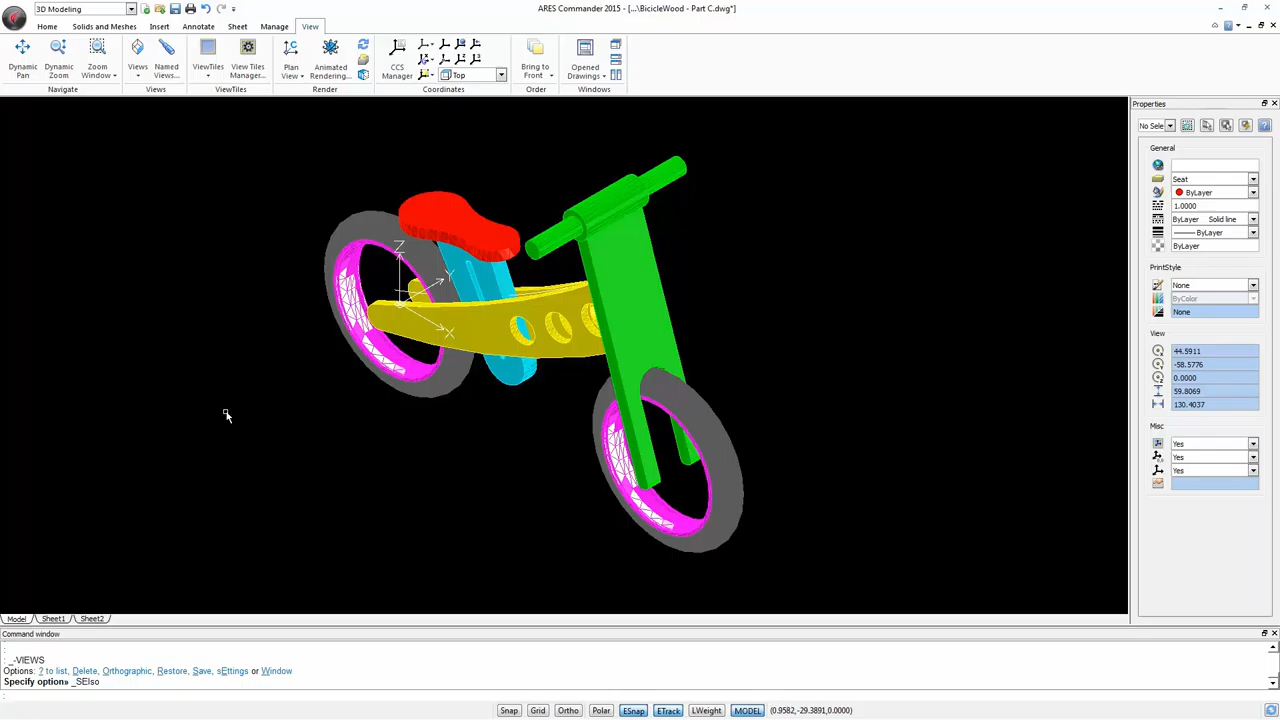 3D Modeling
ARES Commander 2015 - [...\BicicleWood - Part C.dwg*]
Home Solids and Meshes Insert Annotate Sheet Manage View
Dynamic Pan
Dynamic Zoom
Zoom Window...
Views
Named Views...
ViewTiles
View Tiles Manager...
Plan View
Animated Rendering...
CCS Manager
Top
Bring to Front
Opened Drawings
Navigate Views ViewTiles Render Coordinates Order Windows
Properties
No Sele
General
Seat
ByLayer
1.0000
ByLayer Solid line
ByLayer
ByLayer
PrintStyle
None
ByColor
None
View
44.5911
-58.5776
0.0000
59.8069
130.4037
Misc
Yes
Yes
Yes
Z
Y
X
Model Sheet1 Sheet2
Command window
:
_-VIEWS
Options: ? to list, Delete, Orthographic, Restore, Save, sEttings or Window
Specify option» _SEIso
:
Snap Grid Ortho Polar ESnap ETrack LWeight MODEL (0.9582,-29.3891,0.0000)